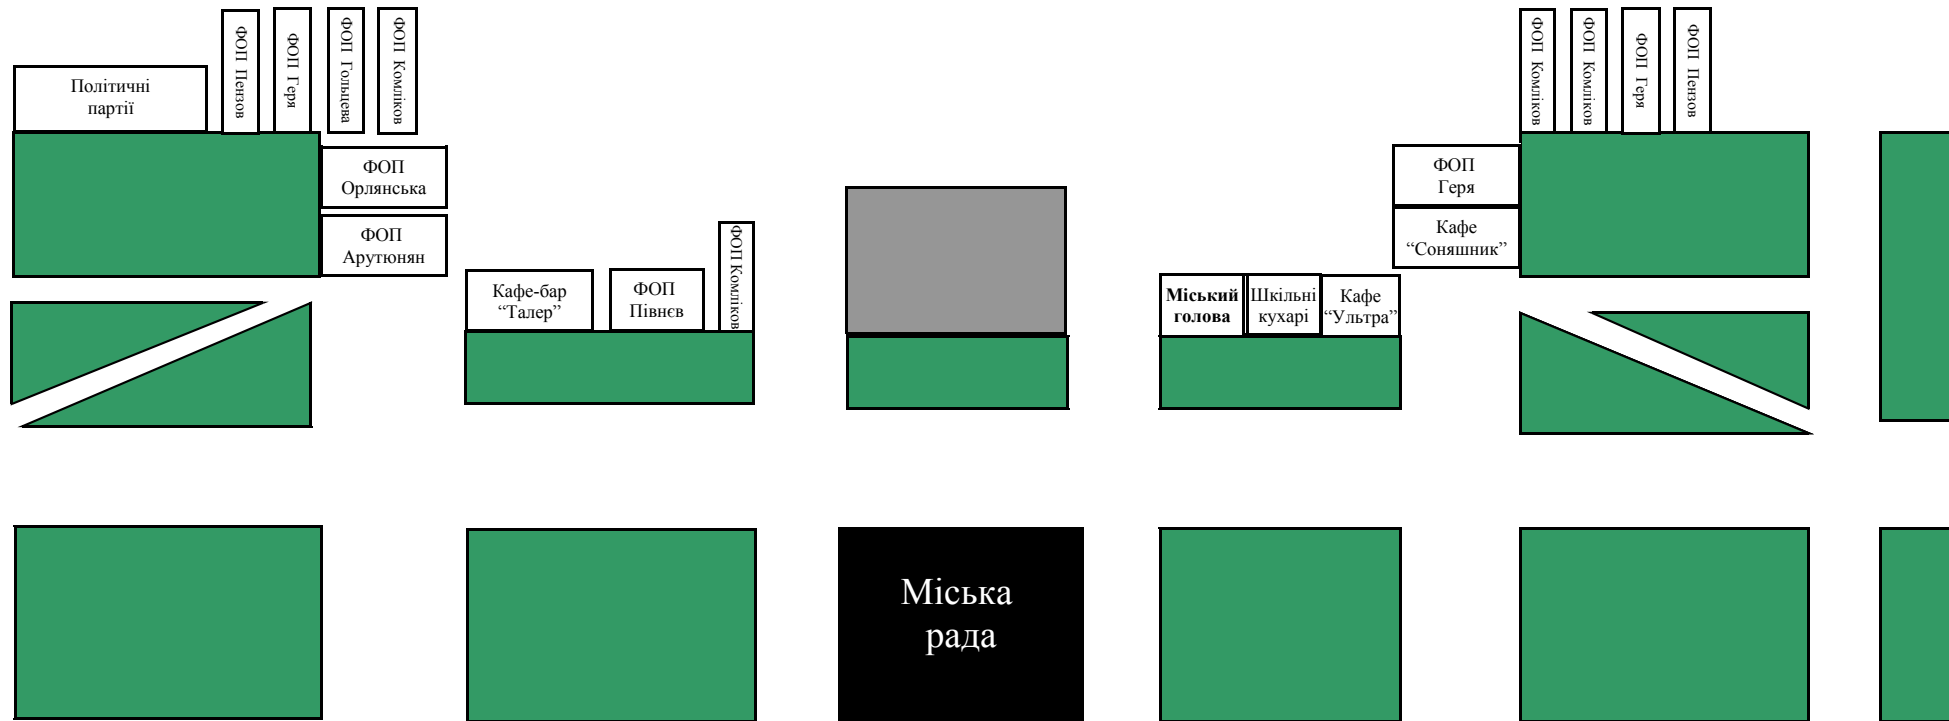 Політичні
партії
ФОП Пензов
ФОП Геря
ФОП Гольцева
ФОП Комліков
ФОП
Орлянська
ФОП
Арутюнян
Кафе-бар
“Талер”
ФОП
Півнєв
ФОП Комліков
Міський
голова
Шкільні
кухарі
Кафе
“Ультра”
ФОП
Геря
Кафе
“Соняшник”
ФОП Комліков
ФОП Комліков
ФОП Геря
ФОП Пензов
Міська
рада